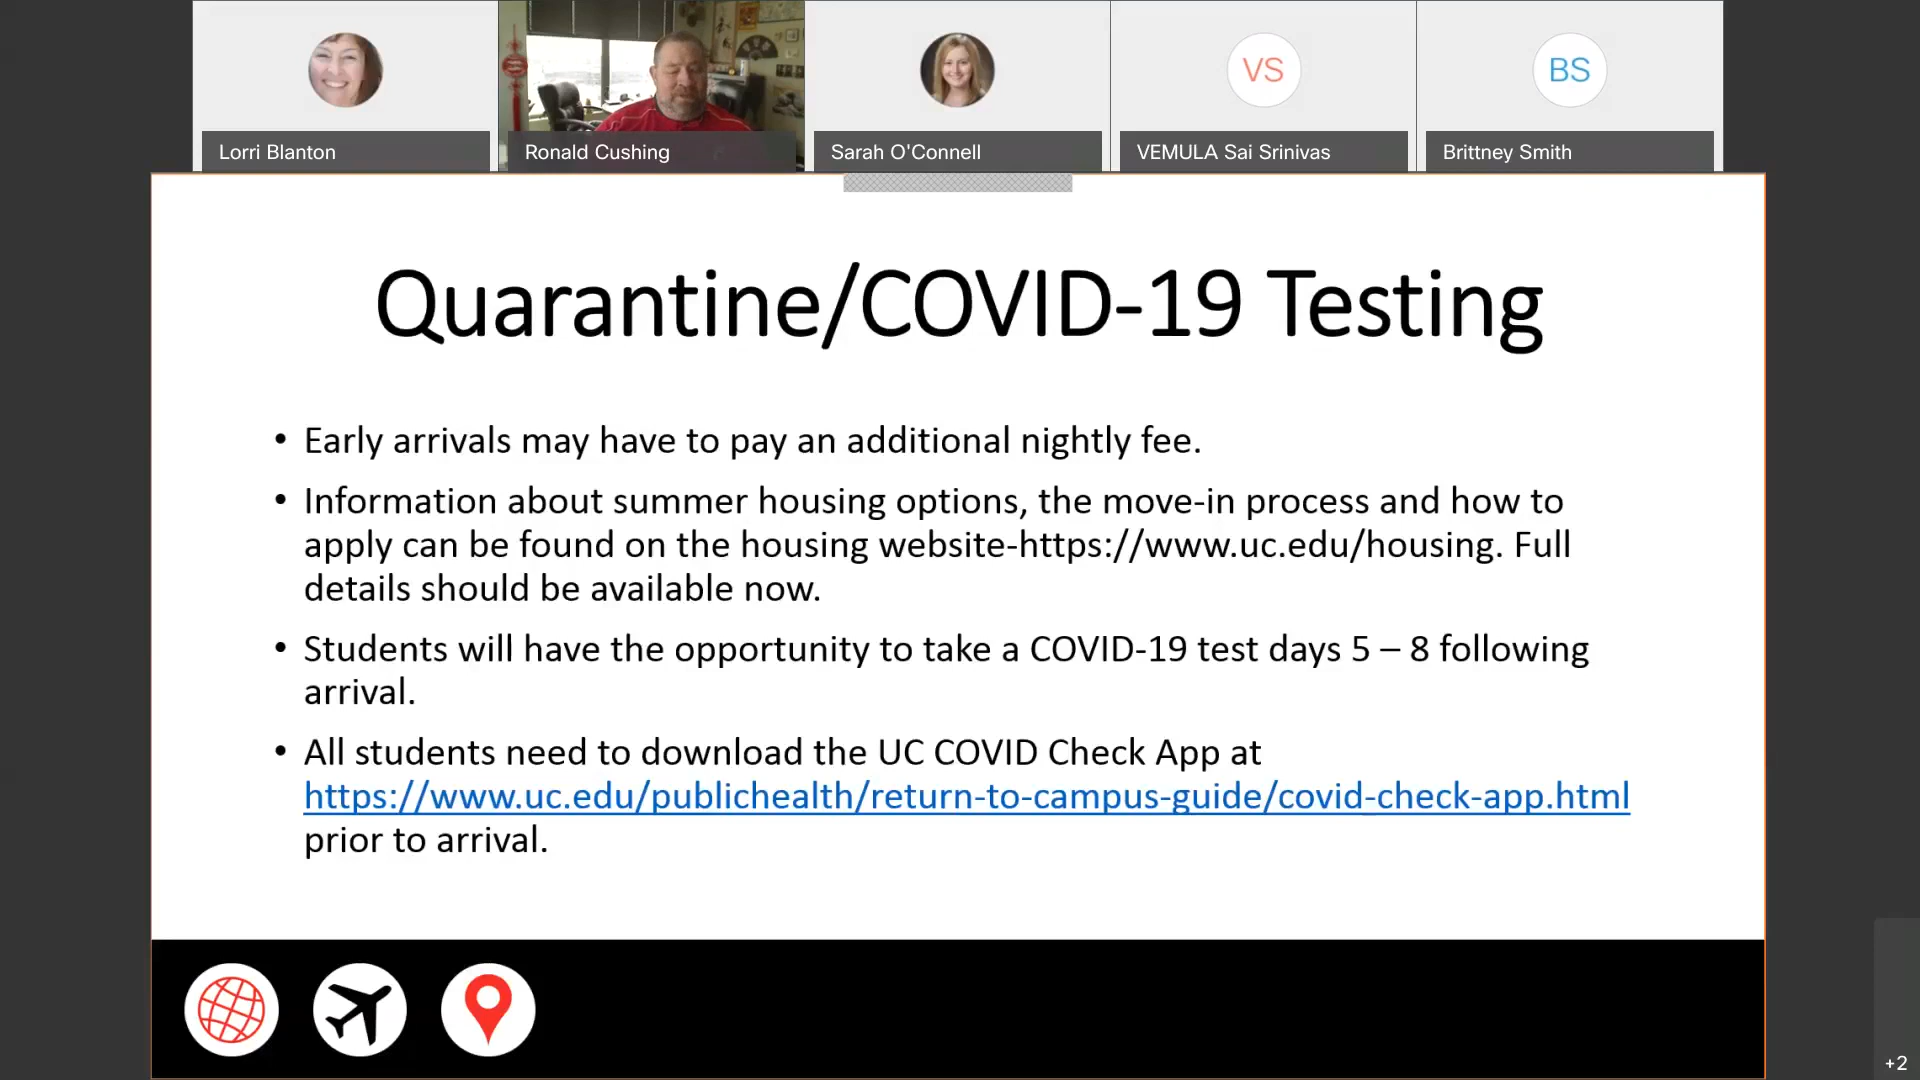 Lorri Blanton
Ronald Cushing
Sarah O'Connell
VS
VEMULA Sai Srinivas
BS
Brittney Smith
Quarantine/COVID-19 Testing
• Early arrivals may have to pay an additional nightly fee.
• Information about summer housing options, the move-in process and how to
apply can be found on the housing website-https://www.uc.edu/housing. Full
details should be available now.
• Students will have the opportunity to take a COVID-19 test days 5 – 8 following
arrival.
• All students need to download the UC COVID Check App at
https://www.uc.edu/publichealth/return-to-campus-guide/covid-check-app.html
prior to arrival.
+2